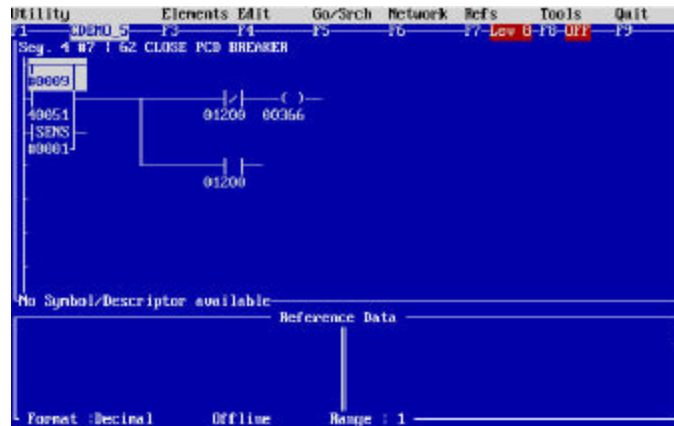 Utility Elements Edit Go/Srch Network Refs Tools Quit
F1 CDEMO_5 F3 F4 F5 F6 F7-Lev 8-F8-OFF F9
Seg. 4 #7 | 62 CLOSE PCD BREAKER
#0009
40051 01200 00366
SENS
#0001
01200
No Symbol/Descriptor available
Reference Data
Format :Decimal Offline Range : 1